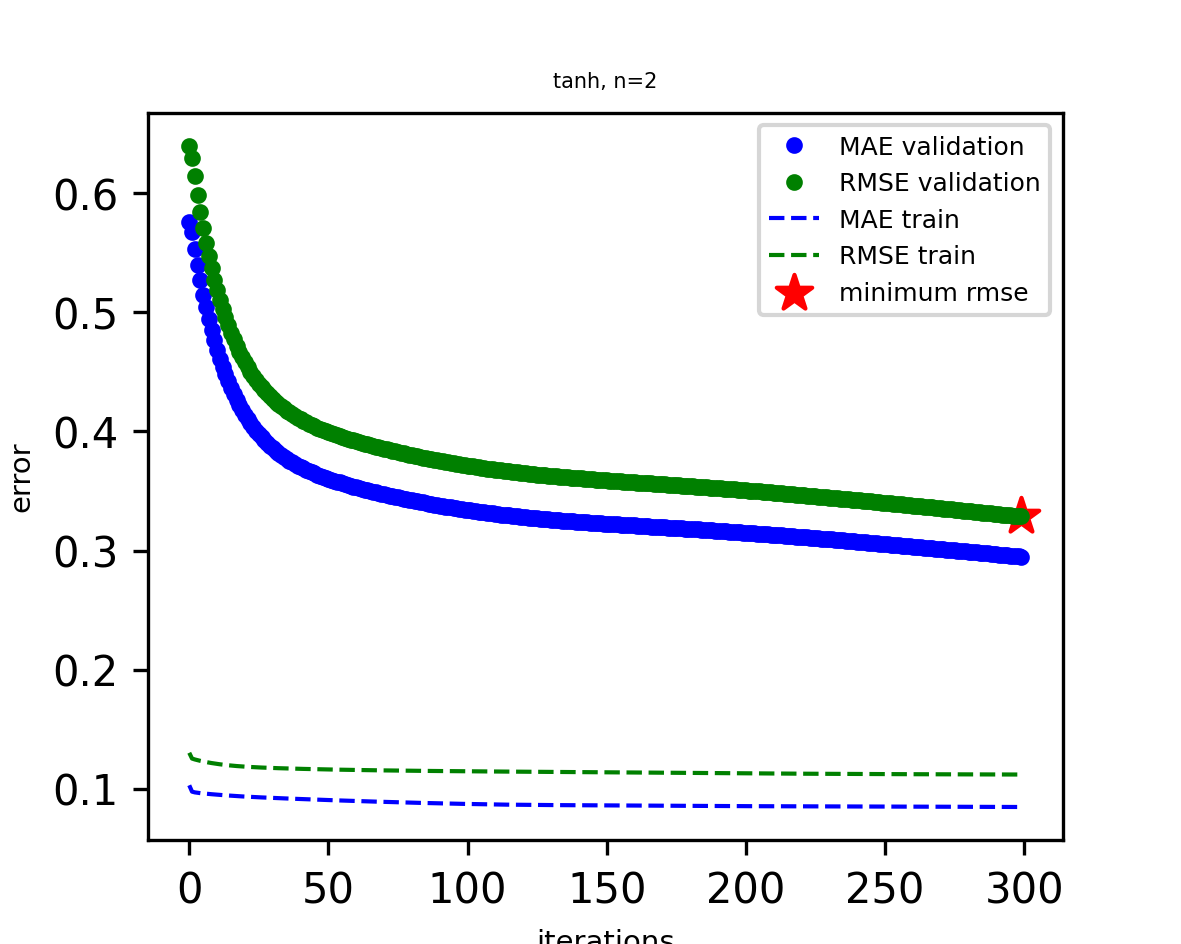 tanh, n=2
MAE validation
RMSE validation
MAE train
RMSE train
minimum rmse
error
0.6
0.5
0.4
0.3
0.2
0.1
0 50 100 150 200 250 300
iterations